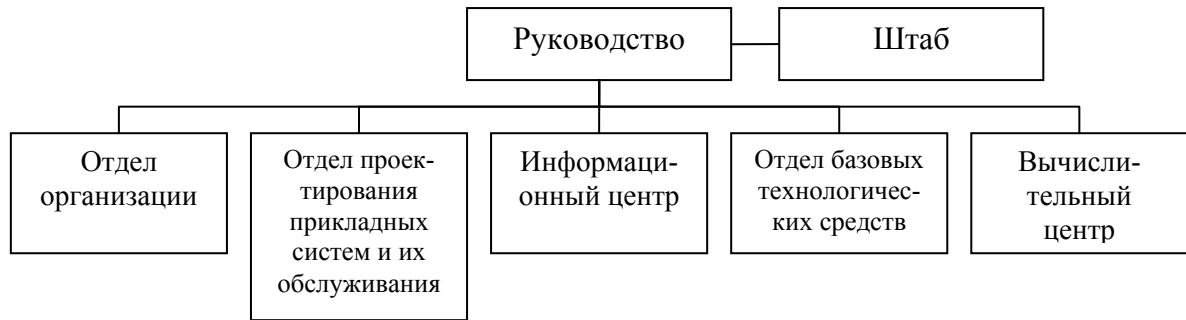 Руководство
Штаб
Отдел
организации
Отдел проек-
тирования
прикладных
систем и их
обслуживания
Информаци-
онный центр
Отдел базовых
технологичес-
ких средств
Вычисли-
тельный
центр